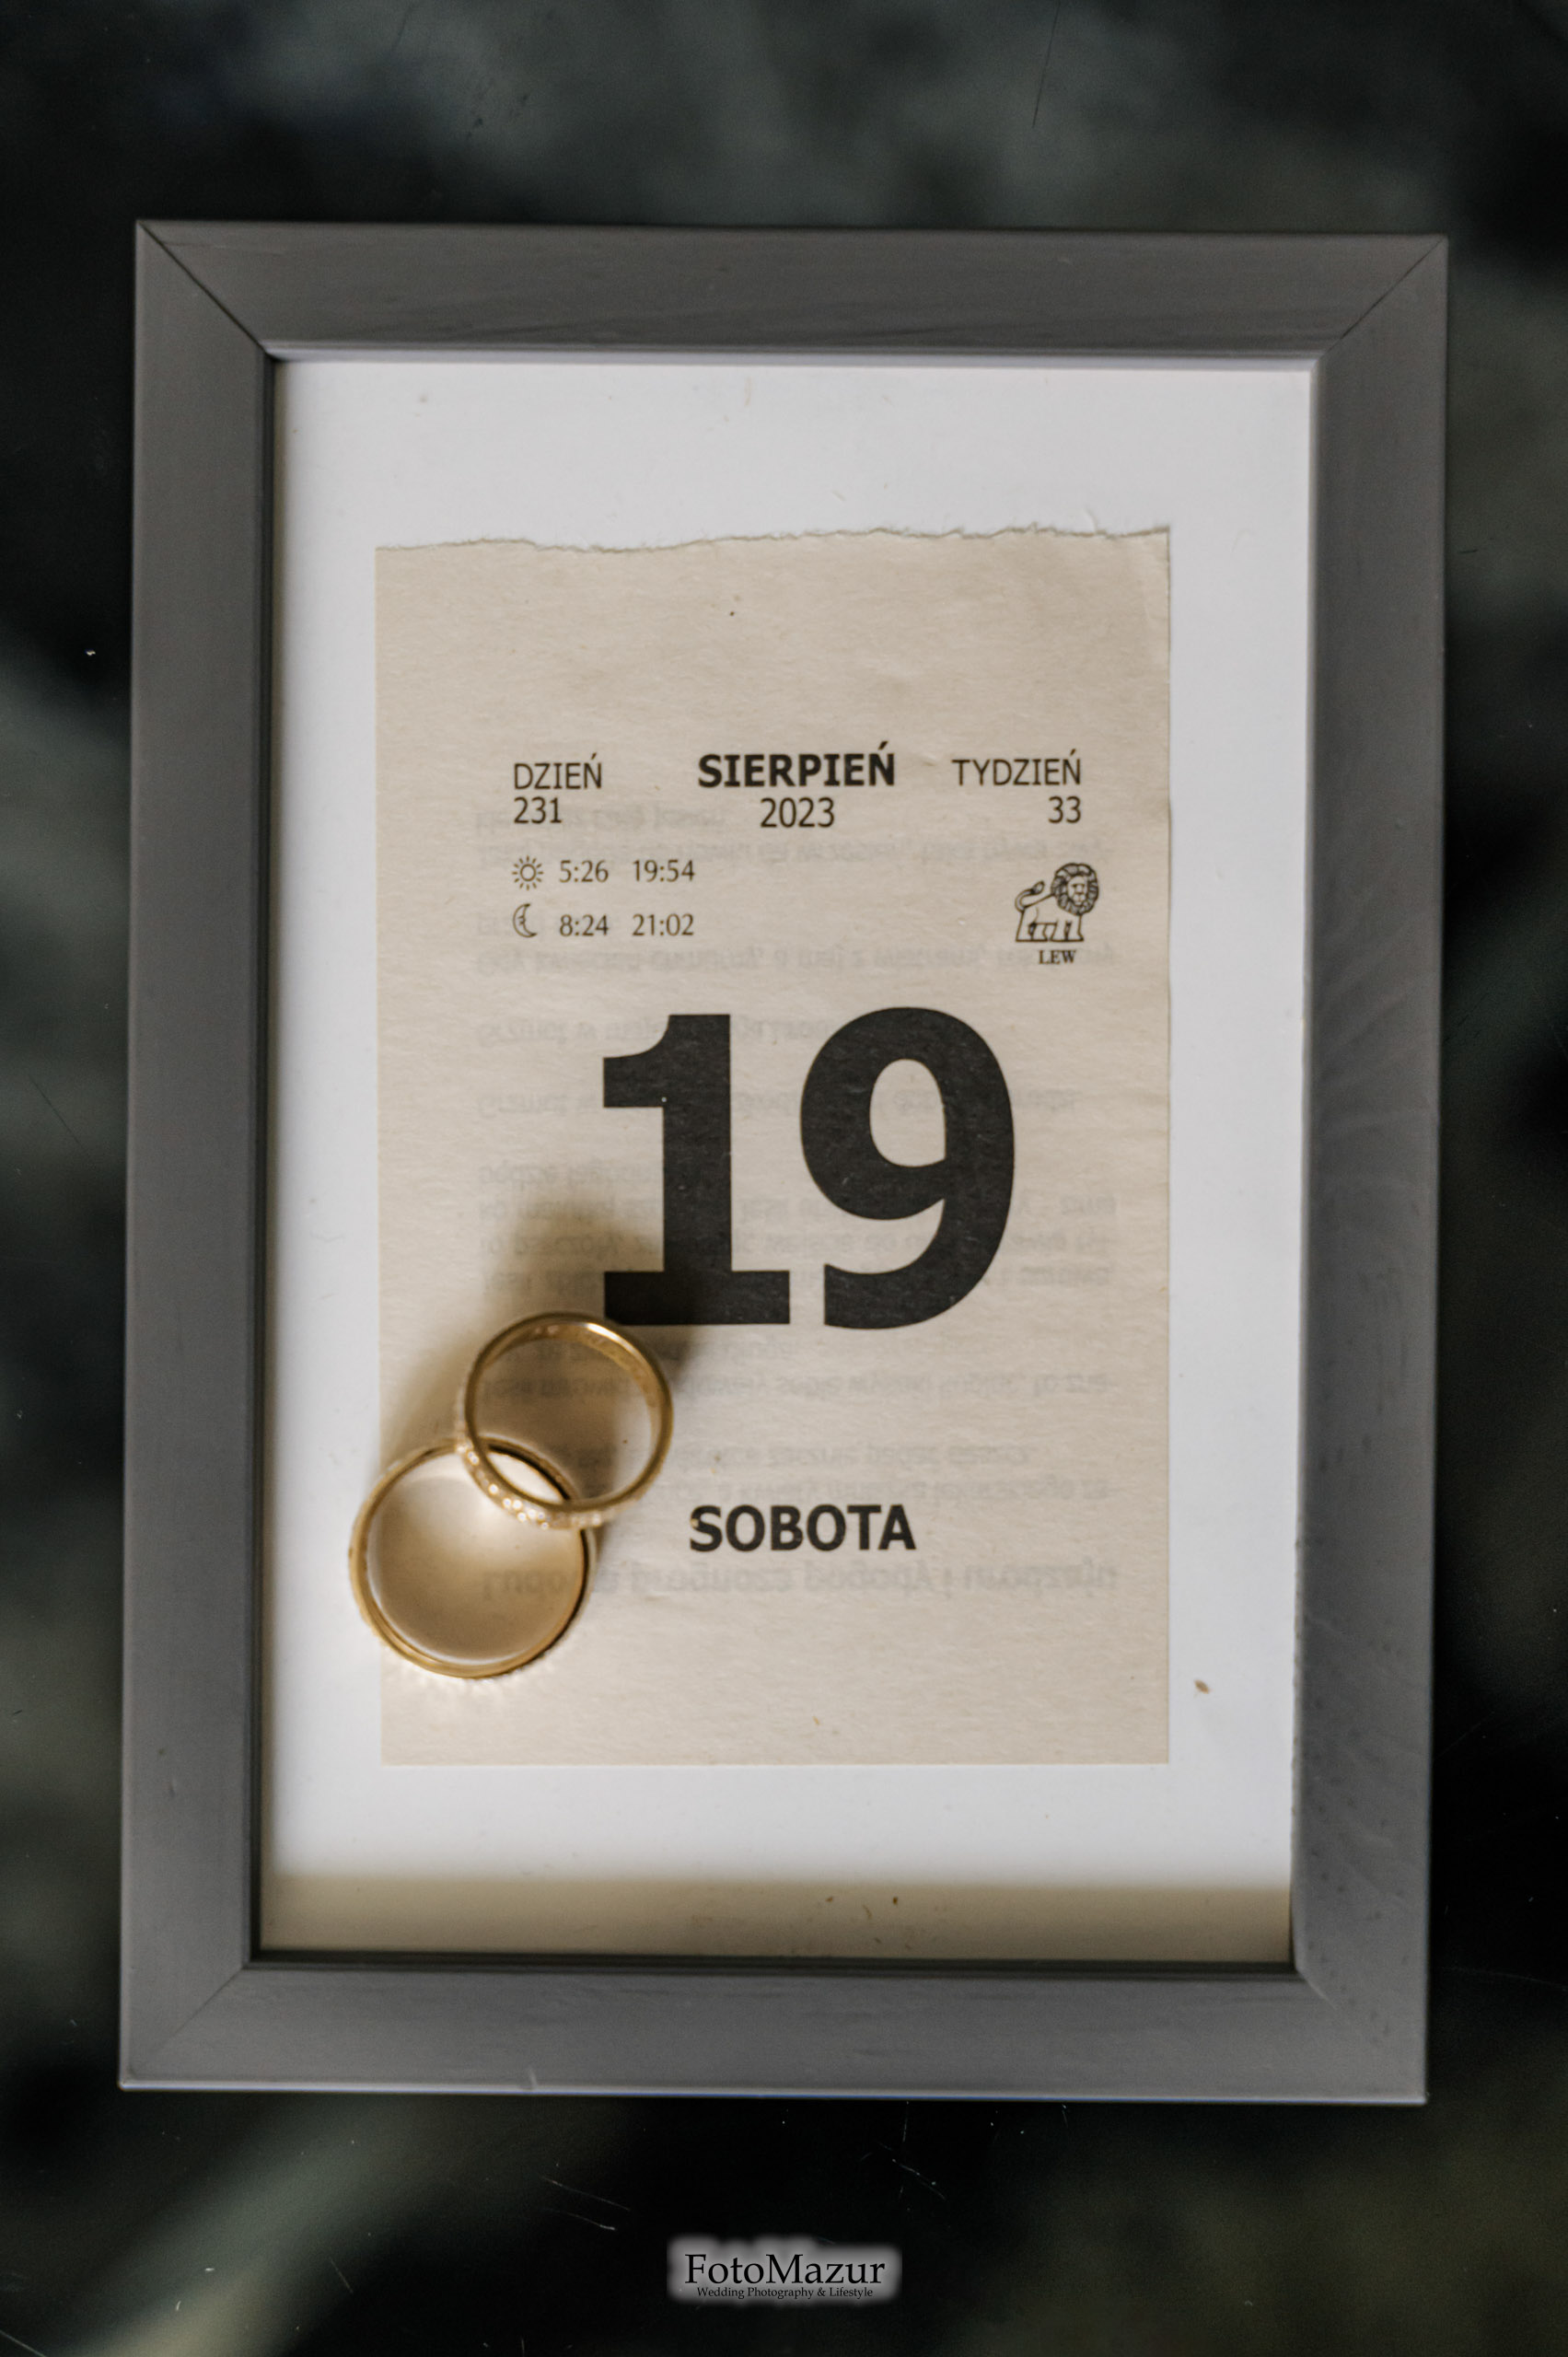 DZIEŃ SIERPIEŃ TYDZIEŃ
231 2023 33
5:26 19:54
8:24 21:02
LEW
19
SOBOTA
FotoMazur
Wedding Photography & Lifestyle